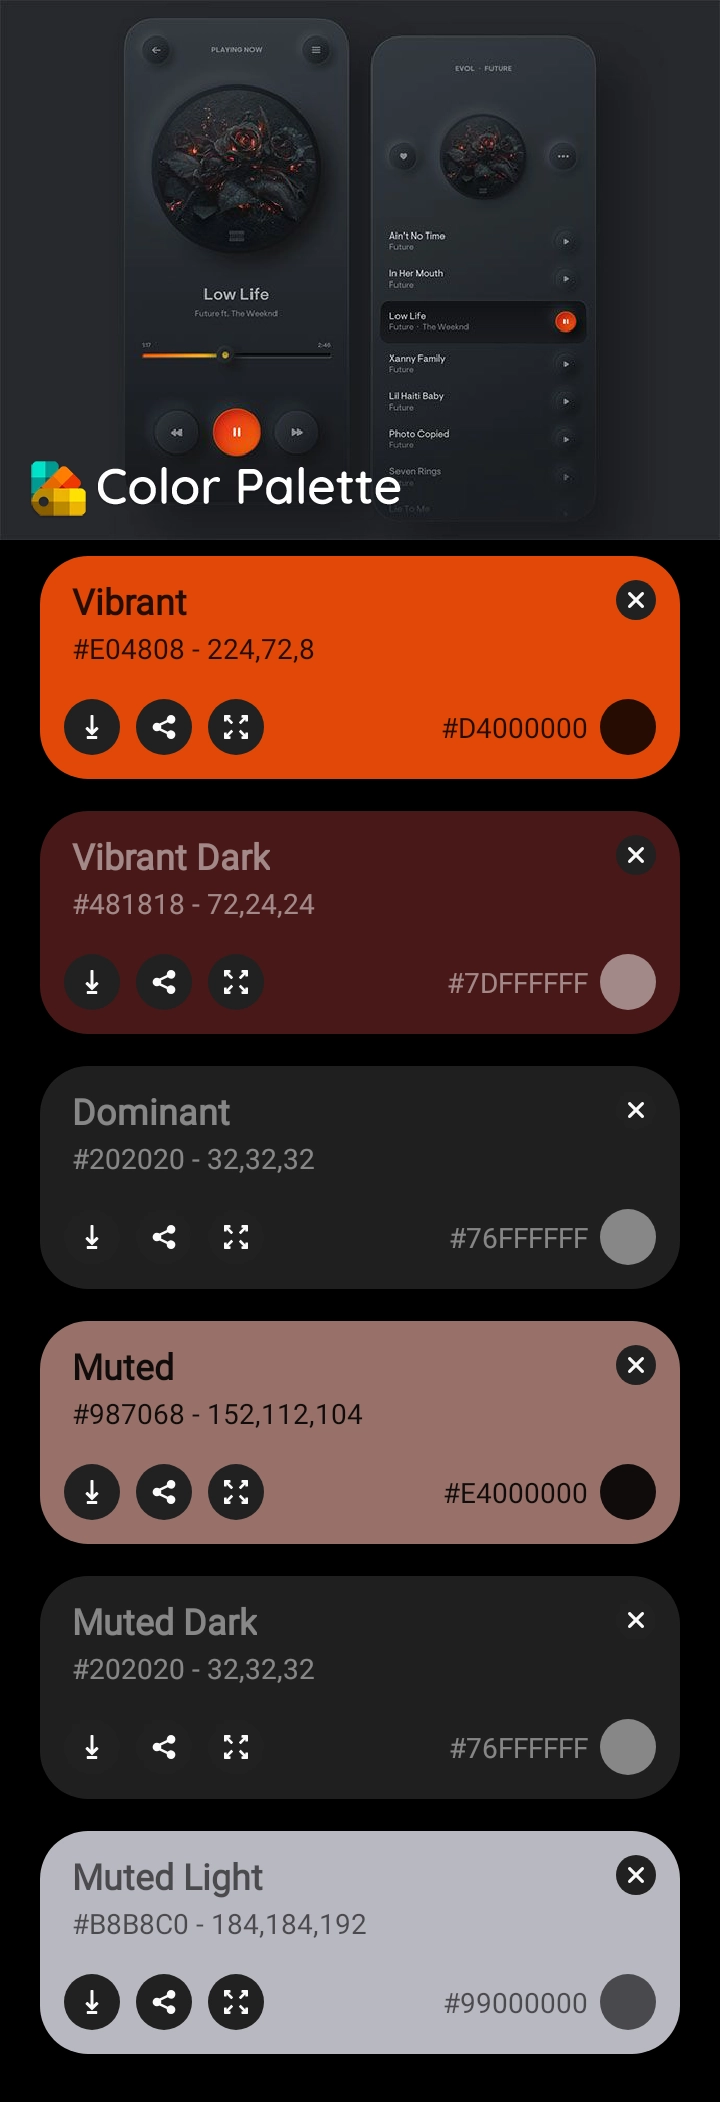 PLAYING NOW
Low Life
Future ft. The Weeknd
1:17
2:46
EVOL · FUTURE
Ain't No Time
Future
In Her Mouth
Future
Low Life
Future · The Weeknd
Xanny Family
Future
Lil Haiti Baby
Future
Photo Copied
Future
Seven Rings
Future
Lie To Me
Color Palette
Vibrant
#E04808 - 224,72,8
#D4000000
Vibrant Dark
#481818 - 72,24,24
#7DFFFFFF
Dominant
#202020 - 32,32,32
#76FFFFFF
Muted
#987068 - 152,112,104
#E4000000
Muted Dark
#202020 - 32,32,32
#76FFFFFF
Muted Light
#B8B8C0 - 184,184,192
#99000000